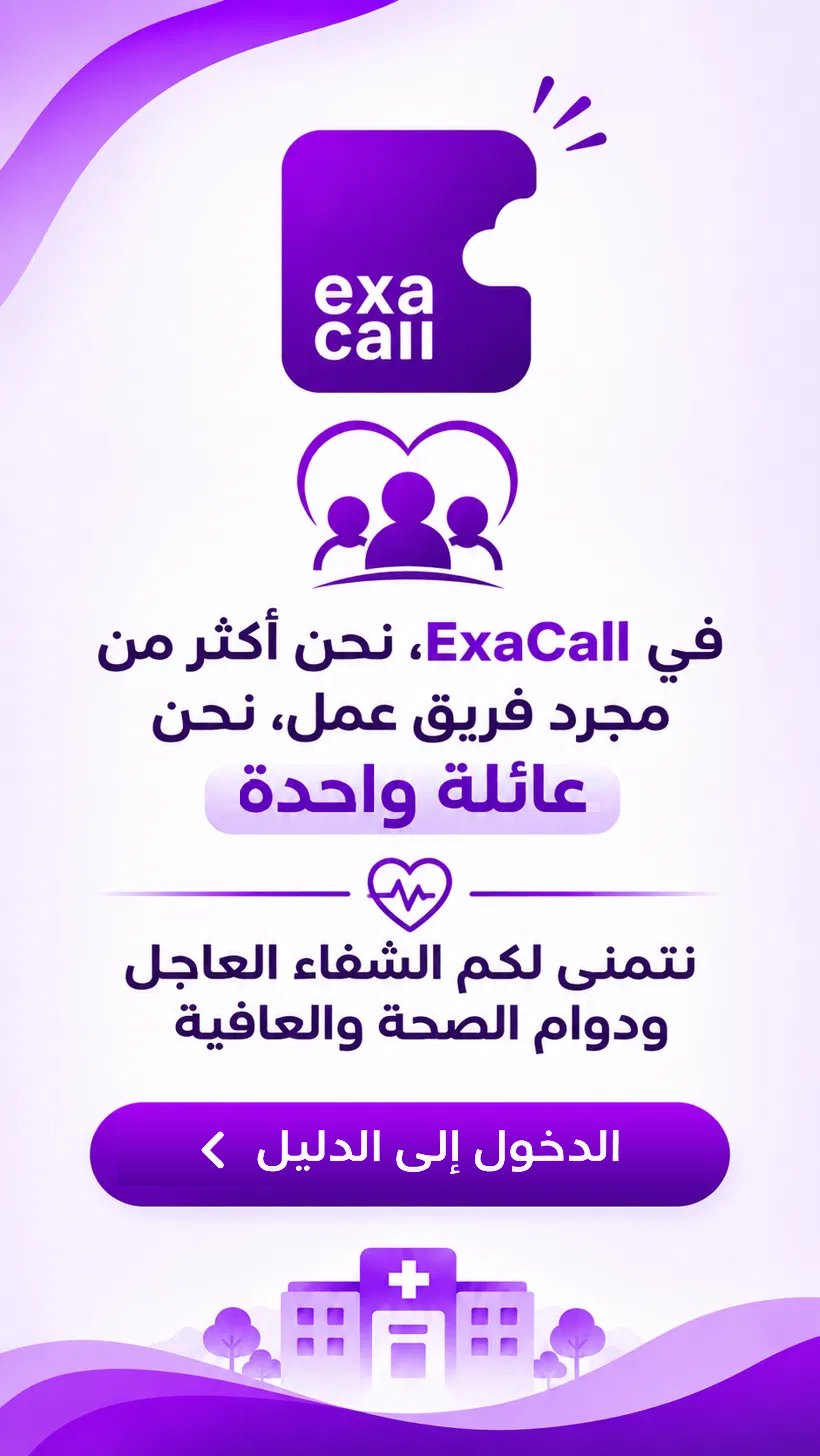 exa
call
في ExaCall، نحن أكثر من
مجرد فريق عمل، نحن
عائلة واحدة
نتمنى لكم الشفاء العاجل
ودوام الصحة والعافية
الدخول إلى الدليل